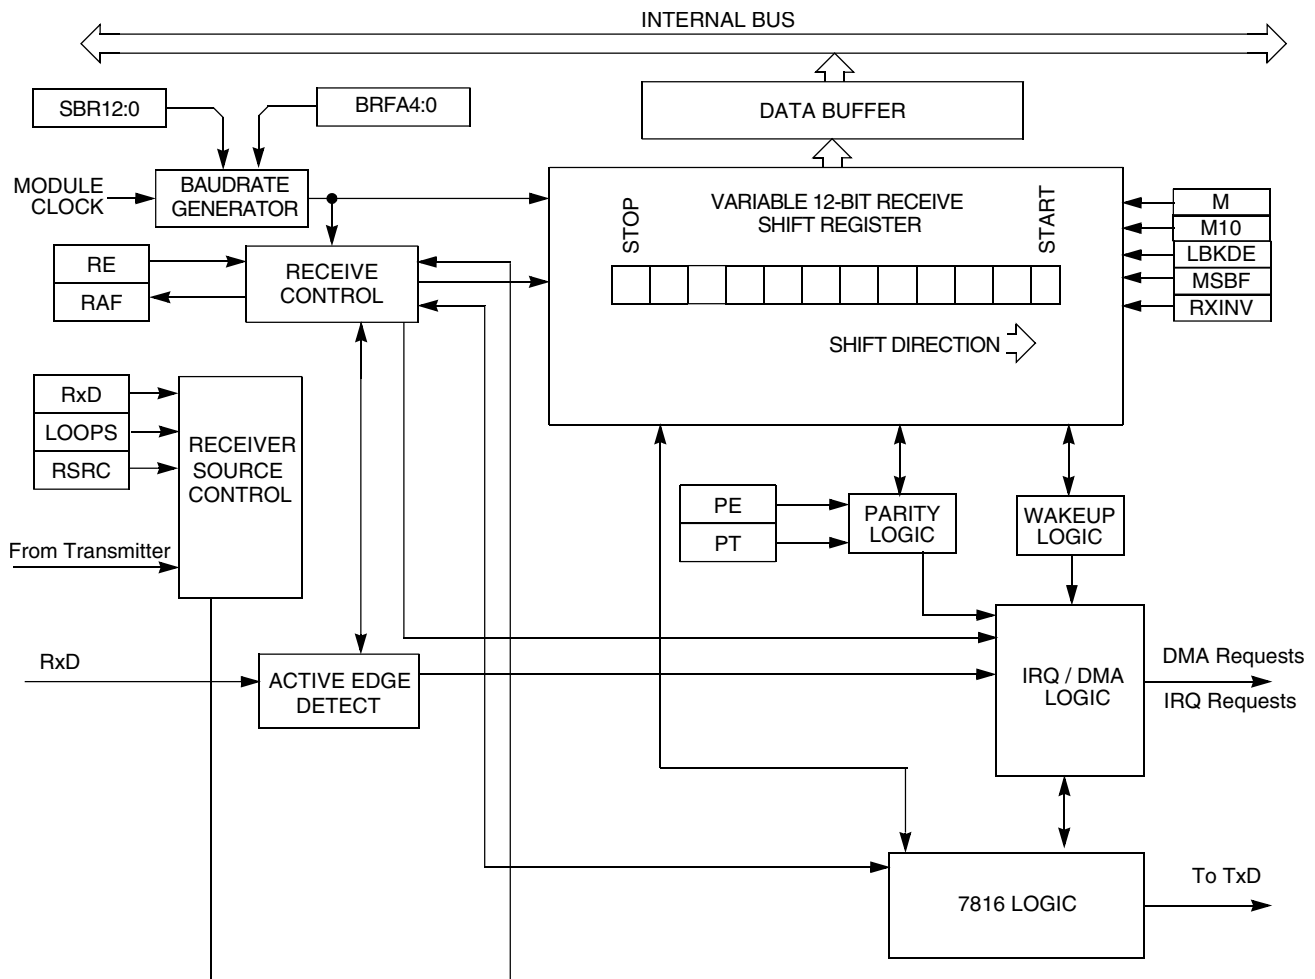 INTERNAL BUS
SBR12:0
BRFA4:0
DATA BUFFER
MODULE
CLOCK
BAUDRATE
GENERATOR
VARIABLE 12-BIT RECEIVE
SHIFT REGISTER
STOP
START
M
M10
LBKDE
MSBF
RXINV
RE
RAF
RECEIVE
CONTROL
SHIFT DIRECTION
RxD
LOOPS
RSRC
RECEIVER
SOURCE
CONTROL
From Transmitter
PE
PT
PARITY
LOGIC
WAKEUP
LOGIC
RxD
ACTIVE EDGE
DETECT
IRQ / DMA
LOGIC
DMA Requests
IRQ Requests
7816 LOGIC
To TxD